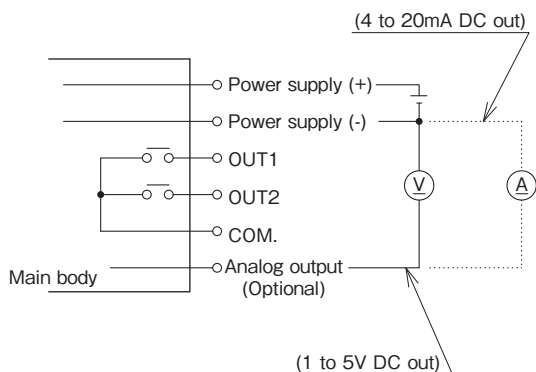 (4 to 20mA DC out)
Power supply (+)
Power supply (-)
OUT1
OUT2
COM.
V
A
Main body
Analog output
(Optional)
(1 to 5V DC out)